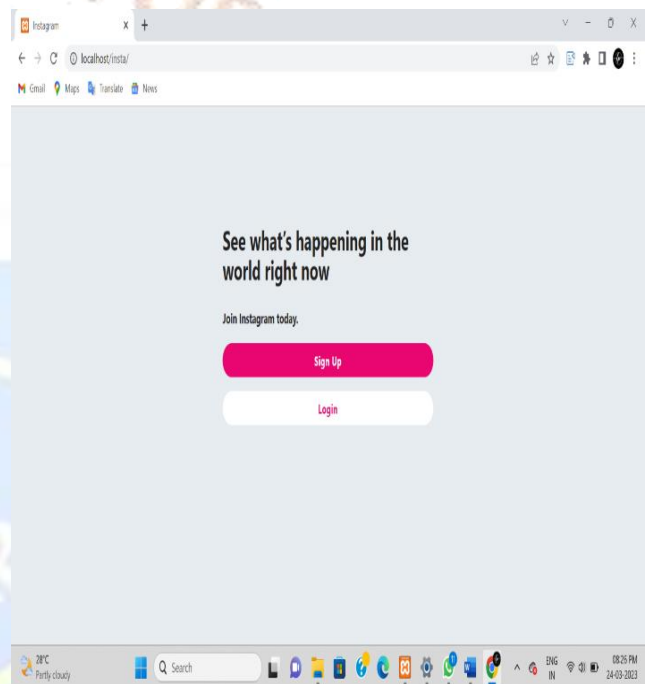 Instagram
localhost/insta/
Gmail Maps Translate News
See what's happening in the
world right now
Join Instagram today.
Sign Up
Login
28°C
Partly cloudy
Search
ENG
IN
08:25 PM
24-03-2023